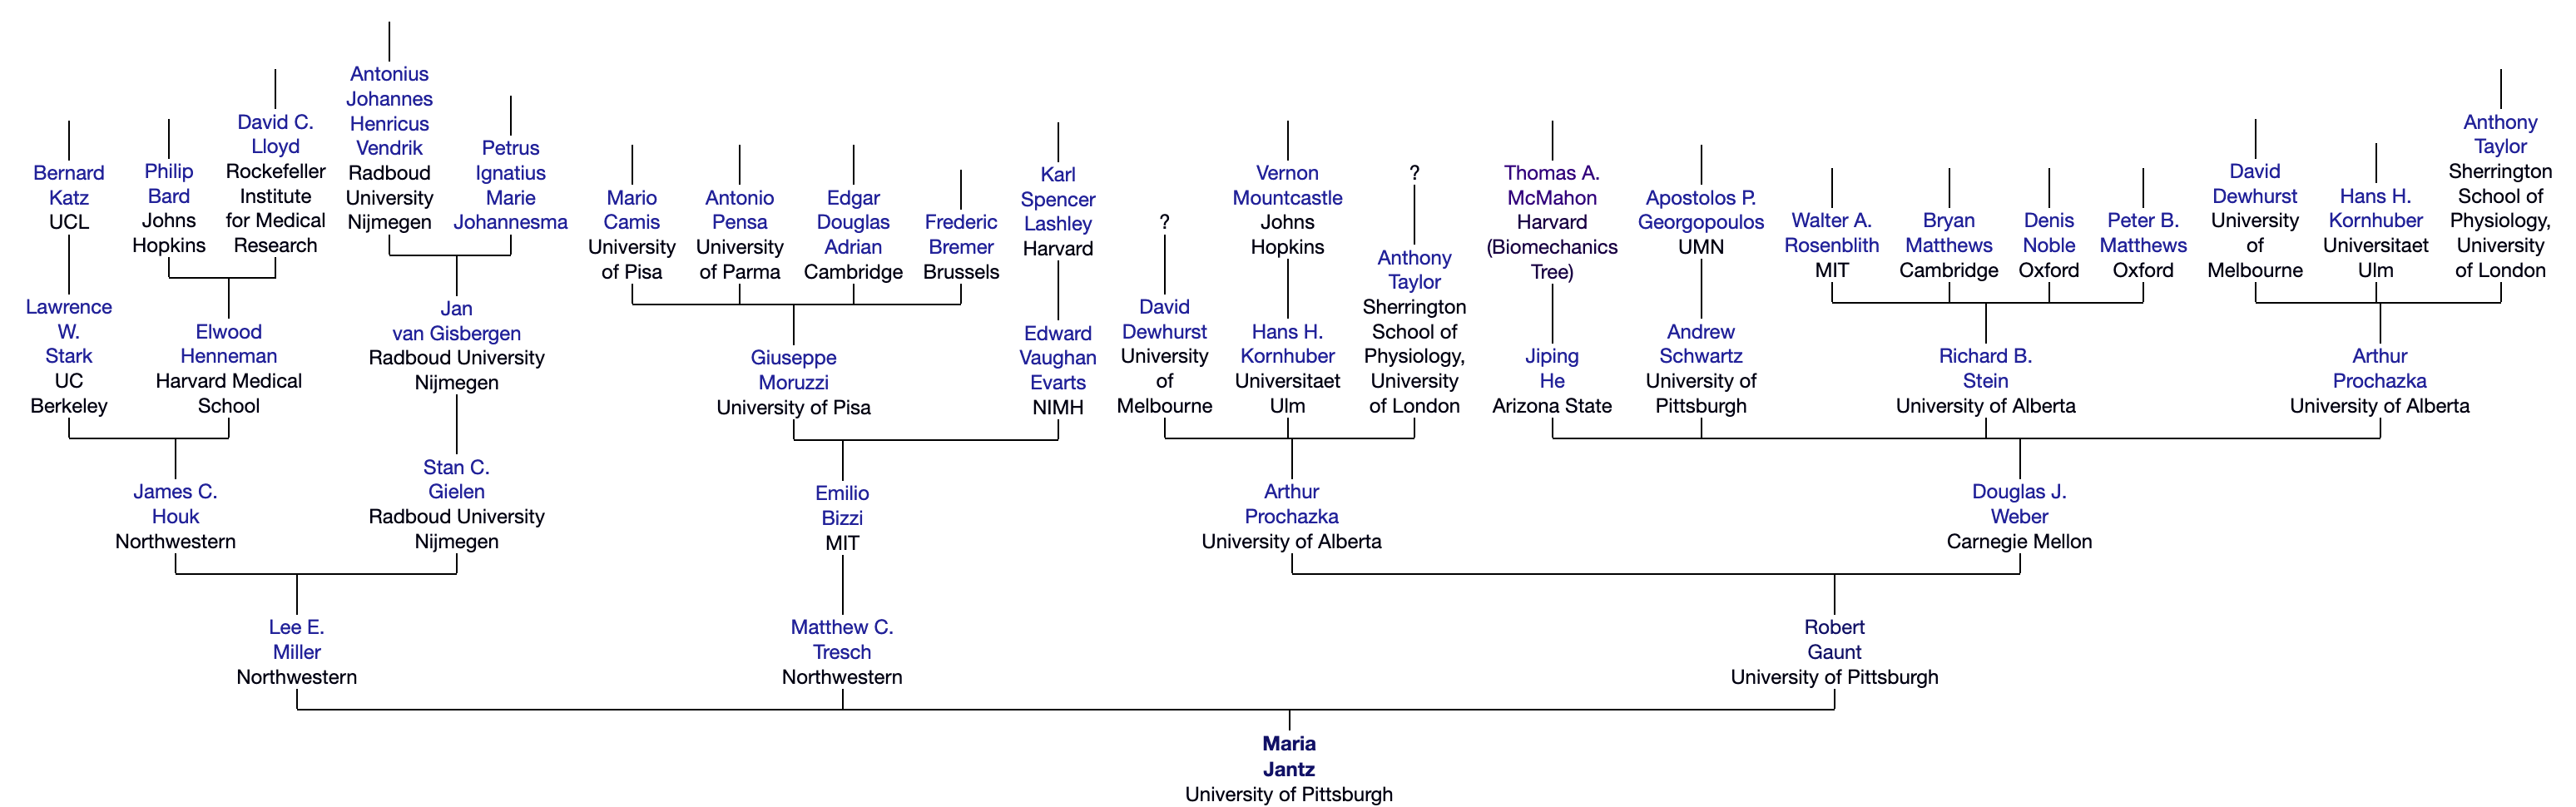 Antonius
Johannes
Henricus
Vendrik
Radboud
University
Nijmegen
David C.
Lloyd
Rockefeller
Institute
for Medical
Research
Bernard
Katz
UCL
Philip
Bard
Johns
Hopkins
Petrus
Ignatius
Marie
Johannesma
Mario
Camis
University
of Pisa
Antonio
Pensa
University
of Parma
Edgar
Douglas
Adrian
Cambridge
Frederic
Bremer
Brussels
Karl
Spencer
Lashley
Harvard
?
Vernon
Mountcastle
Johns
Hopkins
?
Thomas A.
McMahon
Harvard
(Biomechanics
Tree)
Apostolos P.
Georgopoulos
UMN
Walter A.
Rosenblith
MIT
Bryan
Matthews
Cambridge
Denis
Noble
Oxford
Peter B.
Matthews
Oxford
David
Dewhurst
University
of
Melbourne
Hans H.
Kornhuber
Universitaet
Ulm
Anthony
Taylor
Sherrington
School of
Physiology,
University
of London
Lawrence
W.
Stark
UC
Berkeley
Elwood
Henneman
Harvard Medical
School
Jan
van Gisbergen
Radboud University
Nijmegen
Giuseppe
Moruzzi
University of Pisa
Edward
Vaughan
Evarts
NIMH
David
Dewhurst
University
of
Melbourne
Hans H.
Kornhuber
Universitaet
Ulm
Anthony
Taylor
Sherrington
School of
Physiology,
University
of London
Jiping
He
Arizona State
Andrew
Schwartz
University of
Pittsburgh
Richard B.
Stein
University of Alberta
Arthur
Prochazka
University of Alberta
James C.
Houk
Northwestern
Stan C.
Gielen
Radboud University
Nijmegen
Emilio
Bizzi
MIT
Arthur
Prochazka
University of Alberta
Douglas J.
Weber
Carnegie Mellon
Lee E.
Miller
Northwestern
Matthew C.
Tresch
Northwestern
Robert
Gaunt
University of Pittsburgh
Maria
Jantz
University of Pittsburgh